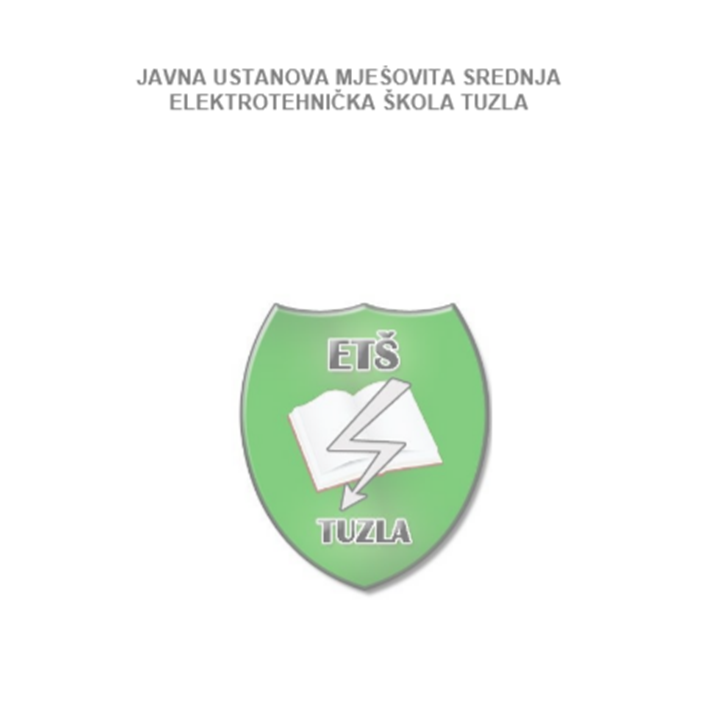 JAVNA USTANOVA MJEŠOVITA SREDNJA
ELEKTROTEHNIČKA ŠKOLA TUZLA
ETŠ
TUZLA